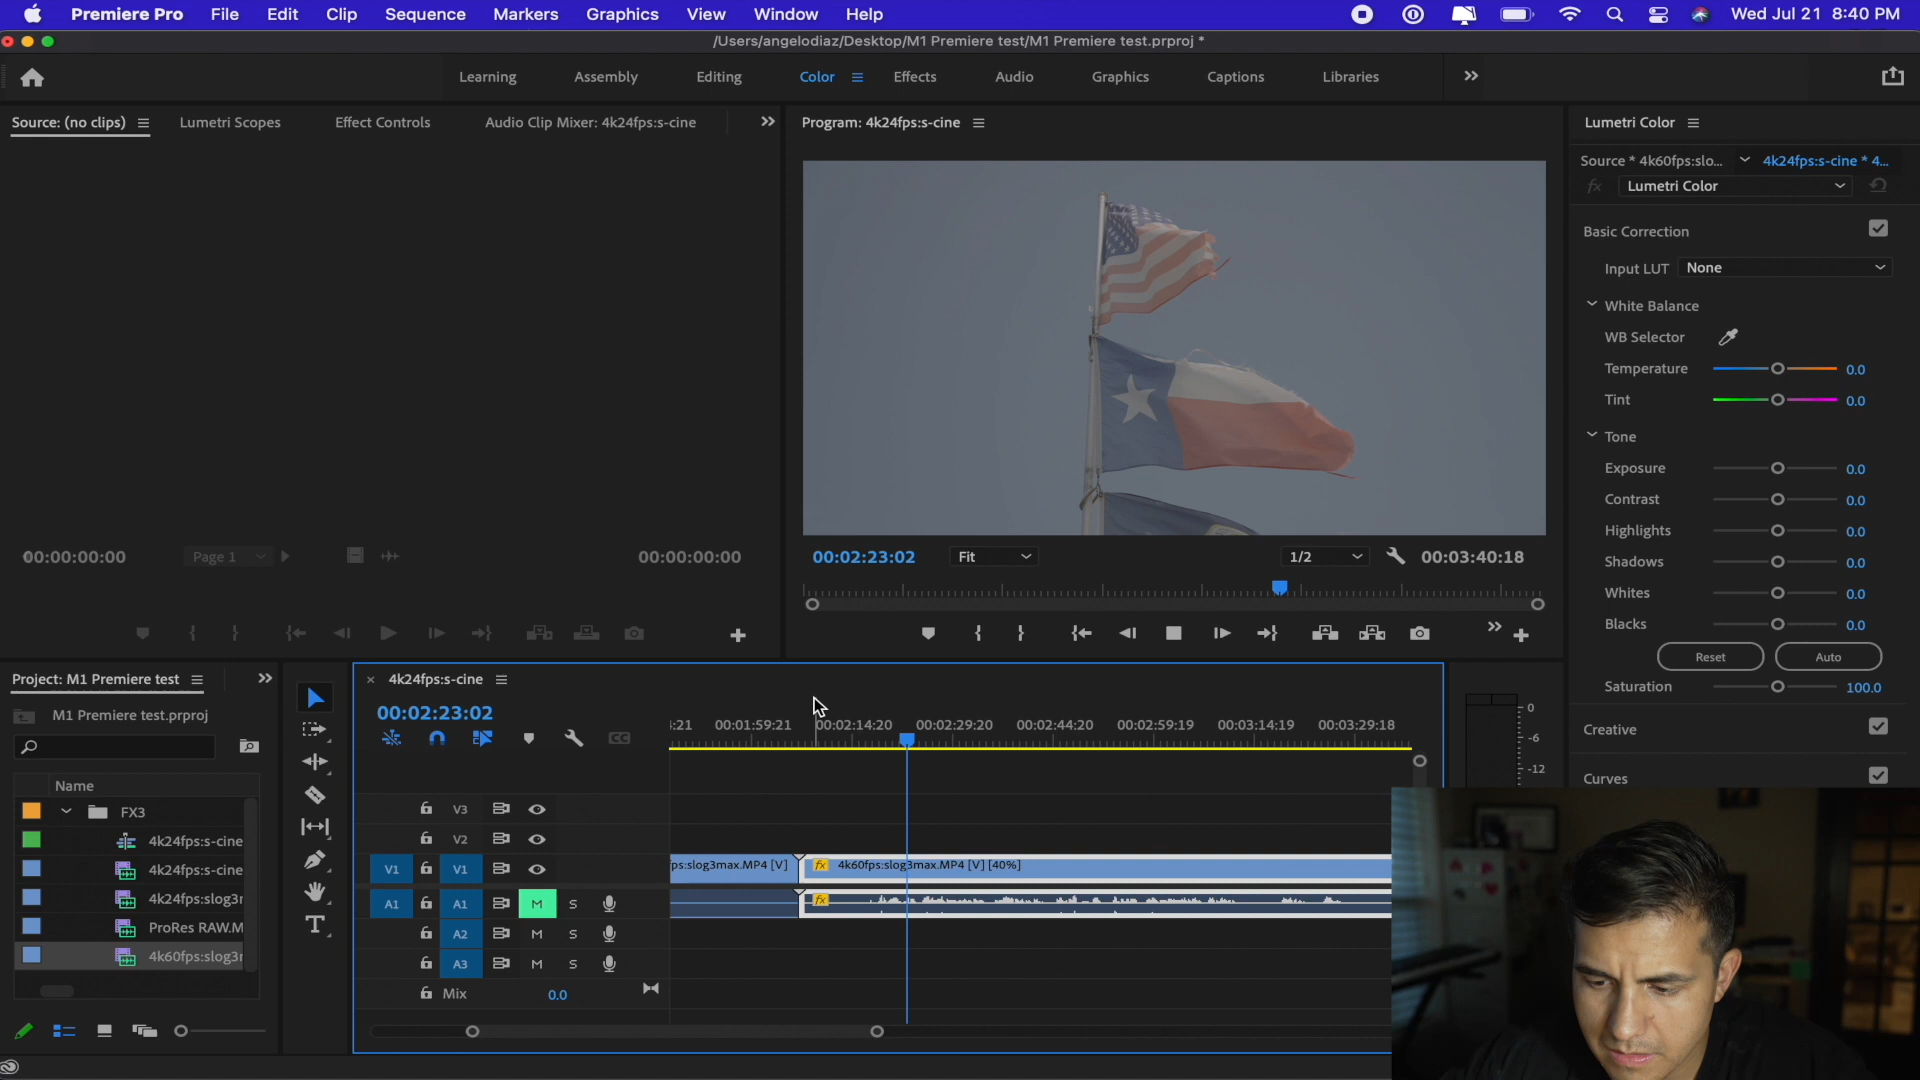 Premiere Pro File Edit Clip Sequence Markers Graphics View Window Help Wed Jul 21 8:40 PM
/Users/angelodiaz/Desktop/M1 Premiere test/M1 Premiere test.prproj *
Learning Assembly Editing Color Effects Audio Graphics Captions Libraries
Source: (no clips) Lumetri Scopes Effect Controls Audio Clip Mixer: 4k24fps:s-cine
Program: 4k24fps:s-cine
Lumetri Color
Source * 4k60fps:slo... 4k24fps:s-cine * 4...
fx Lumetri Color
Basic Correction
Input LUT None
White Balance
WB Selector
Temperature 0.0
Tint 0.0
Tone
Exposure 0.0
Contrast 0.0
Highlights 0.0
Shadows 0.0
Whites 0.0
Blacks 0.0
Reset Auto
Saturation 100.0
Creative
Curves
00:00:00:00 Page 1 00:00:00:00
00:02:23:02 Fit 1/2 00:03:40:18
Project: M1 Premiere test
M1 Premiere test.prproj
Name
FX3
4k24fps:s-cine
4k24fps:s-cine
4k24fps:slog3r
ProRes RAW.M
4k60fps:slog3r
4k24fps:s-cine
00:02:23:02
4:21 00:01:59:21 00:02:14:20 00:02:29:20 00:02:44:20 00:02:59:19 00:03:14:19 00:03:29:18
V3
V2
V1 V1 ps:slog3max.MP4 [V] fx 4k60fps:slog3max.MP4 [V] [40%]
A1 A1 M S fx
A2 M S
A3 M S
Mix 0.0
0
-6
-12